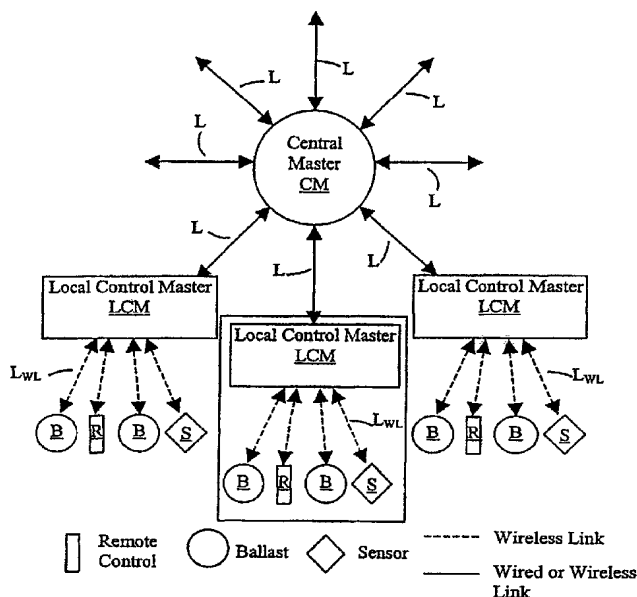 L
L
L
L
L
Central
Master
CM
L
L
L
Local Control Master
LCM
Local Control Master
LCM
Local Control Master
LCM
LWL
LWL
LWL
B R B S
B R B S
B R B S
Remote
Control
Ballast
Sensor
Wireless Link
Wired or Wireless
Link